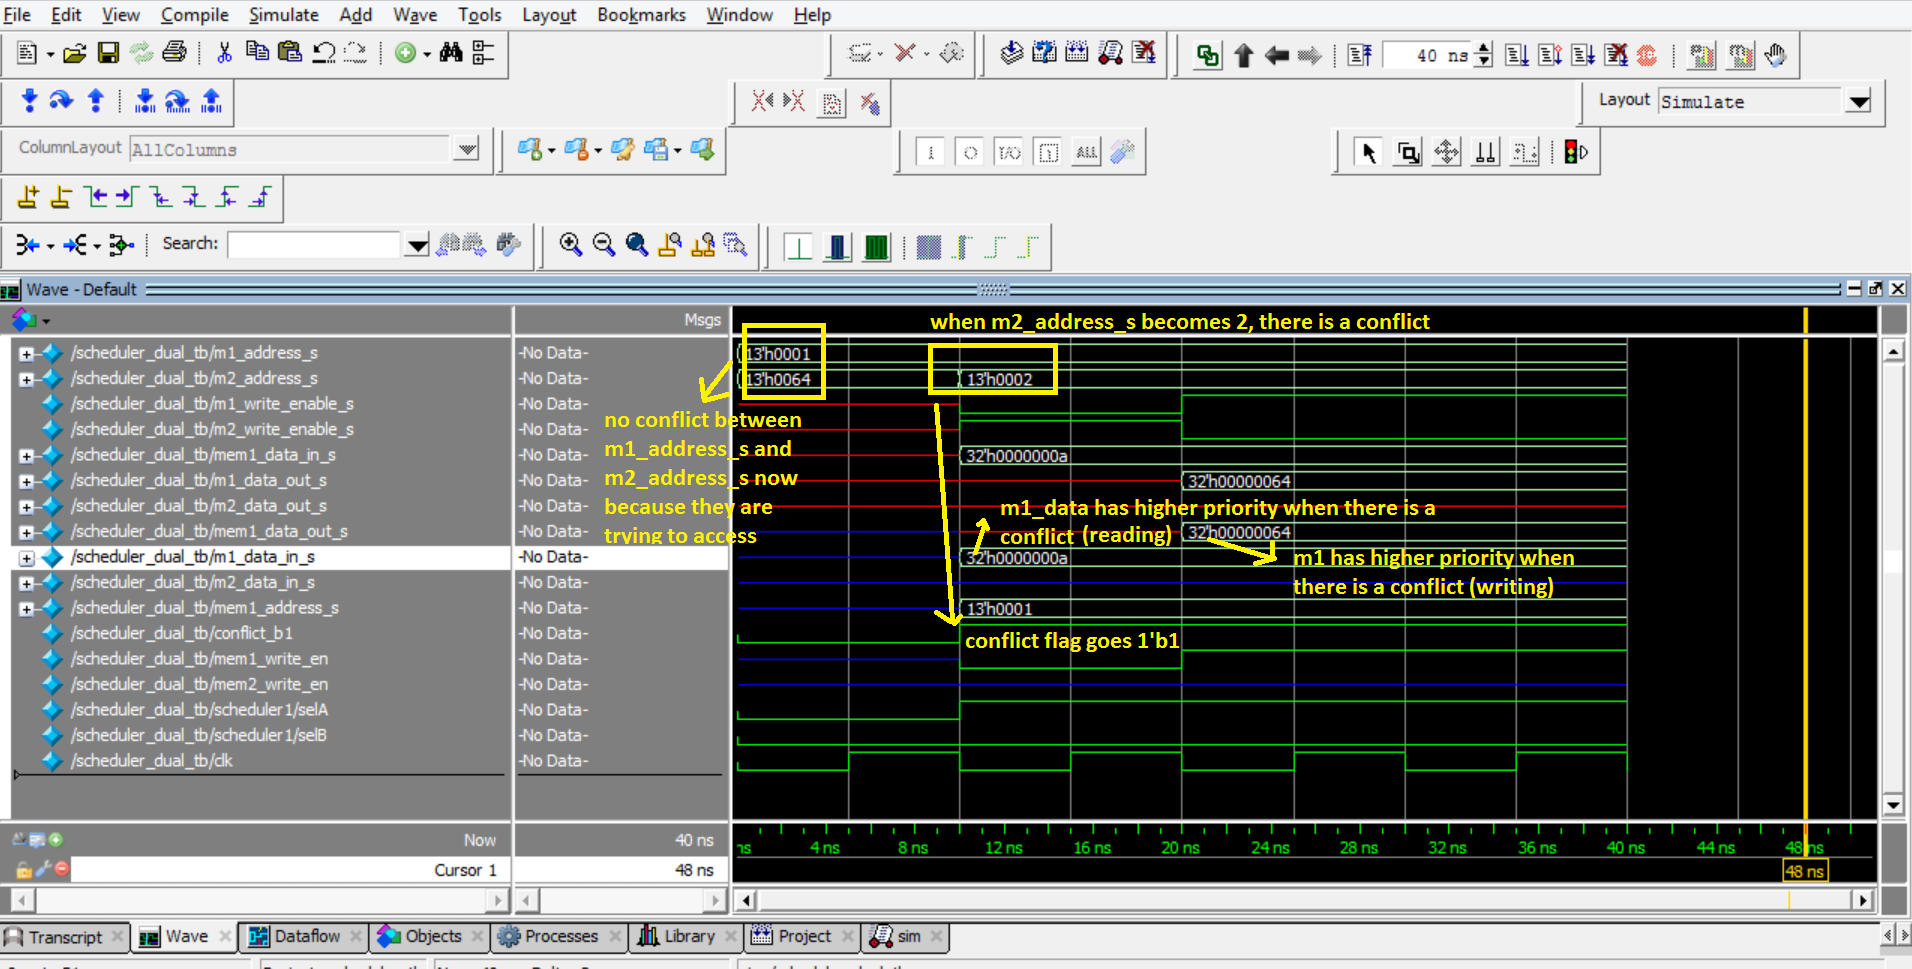 File Edit View Compile Simulate Add Wave Tools Layout Bookmarks Window Help
40 ns
Layout Simulate
ColumnLayout AllColumns
I O I/O ALL
Search:
Wave - Default
Msgs
when m2_address_s becomes 2, there is a conflict
/scheduler_dual_tb/m1_address_s -No Data- 13'h0001
/scheduler_dual_tb/m2_address_s -No Data- 13'h0064 13'h0002
/scheduler_dual_tb/m1_write_enable_s -No Data-
/scheduler_dual_tb/m2_write_enable_s -No Data-
/scheduler_dual_tb/mem1_data_in_s -No Data- 32'h0000000a
/scheduler_dual_tb/m1_data_out_s -No Data- 32'h00000064
/scheduler_dual_tb/m2_data_out_s -No Data-
/scheduler_dual_tb/mem1_data_out_s -No Data- 32'h00000064
/scheduler_dual_tb/m1_data_in_s -No Data- 32'h0000000a
/scheduler_dual_tb/m2_data_in_s -No Data-
/scheduler_dual_tb/mem1_address_s -No Data- 13'h0001
/scheduler_dual_tb/conflict_b1 -No Data-
/scheduler_dual_tb/mem1_write_en -No Data-
/scheduler_dual_tb/mem2_write_en -No Data-
/scheduler_dual_tb/scheduler1/selA -No Data-
/scheduler_dual_tb/scheduler1/selB -No Data-
/scheduler_dual_tb/clk -No Data-
no conflict between
m1_address_s and
m2_address_s now
because they are
trying to access
m1_data has higher priority when there is a
conflict (reading)
m1 has higher priority when
there is a conflict (writing)
conflict flag goes 1'b1
Now 40 ns
ns 4 ns 8 ns 12 ns 16 ns 20 ns 24 ns 28 ns 32 ns 36 ns 40 ns 44 ns 48 ns
Cursor 1 48 ns
48 ns
Transcript Wave Dataflow Objects Processes Library Project sim